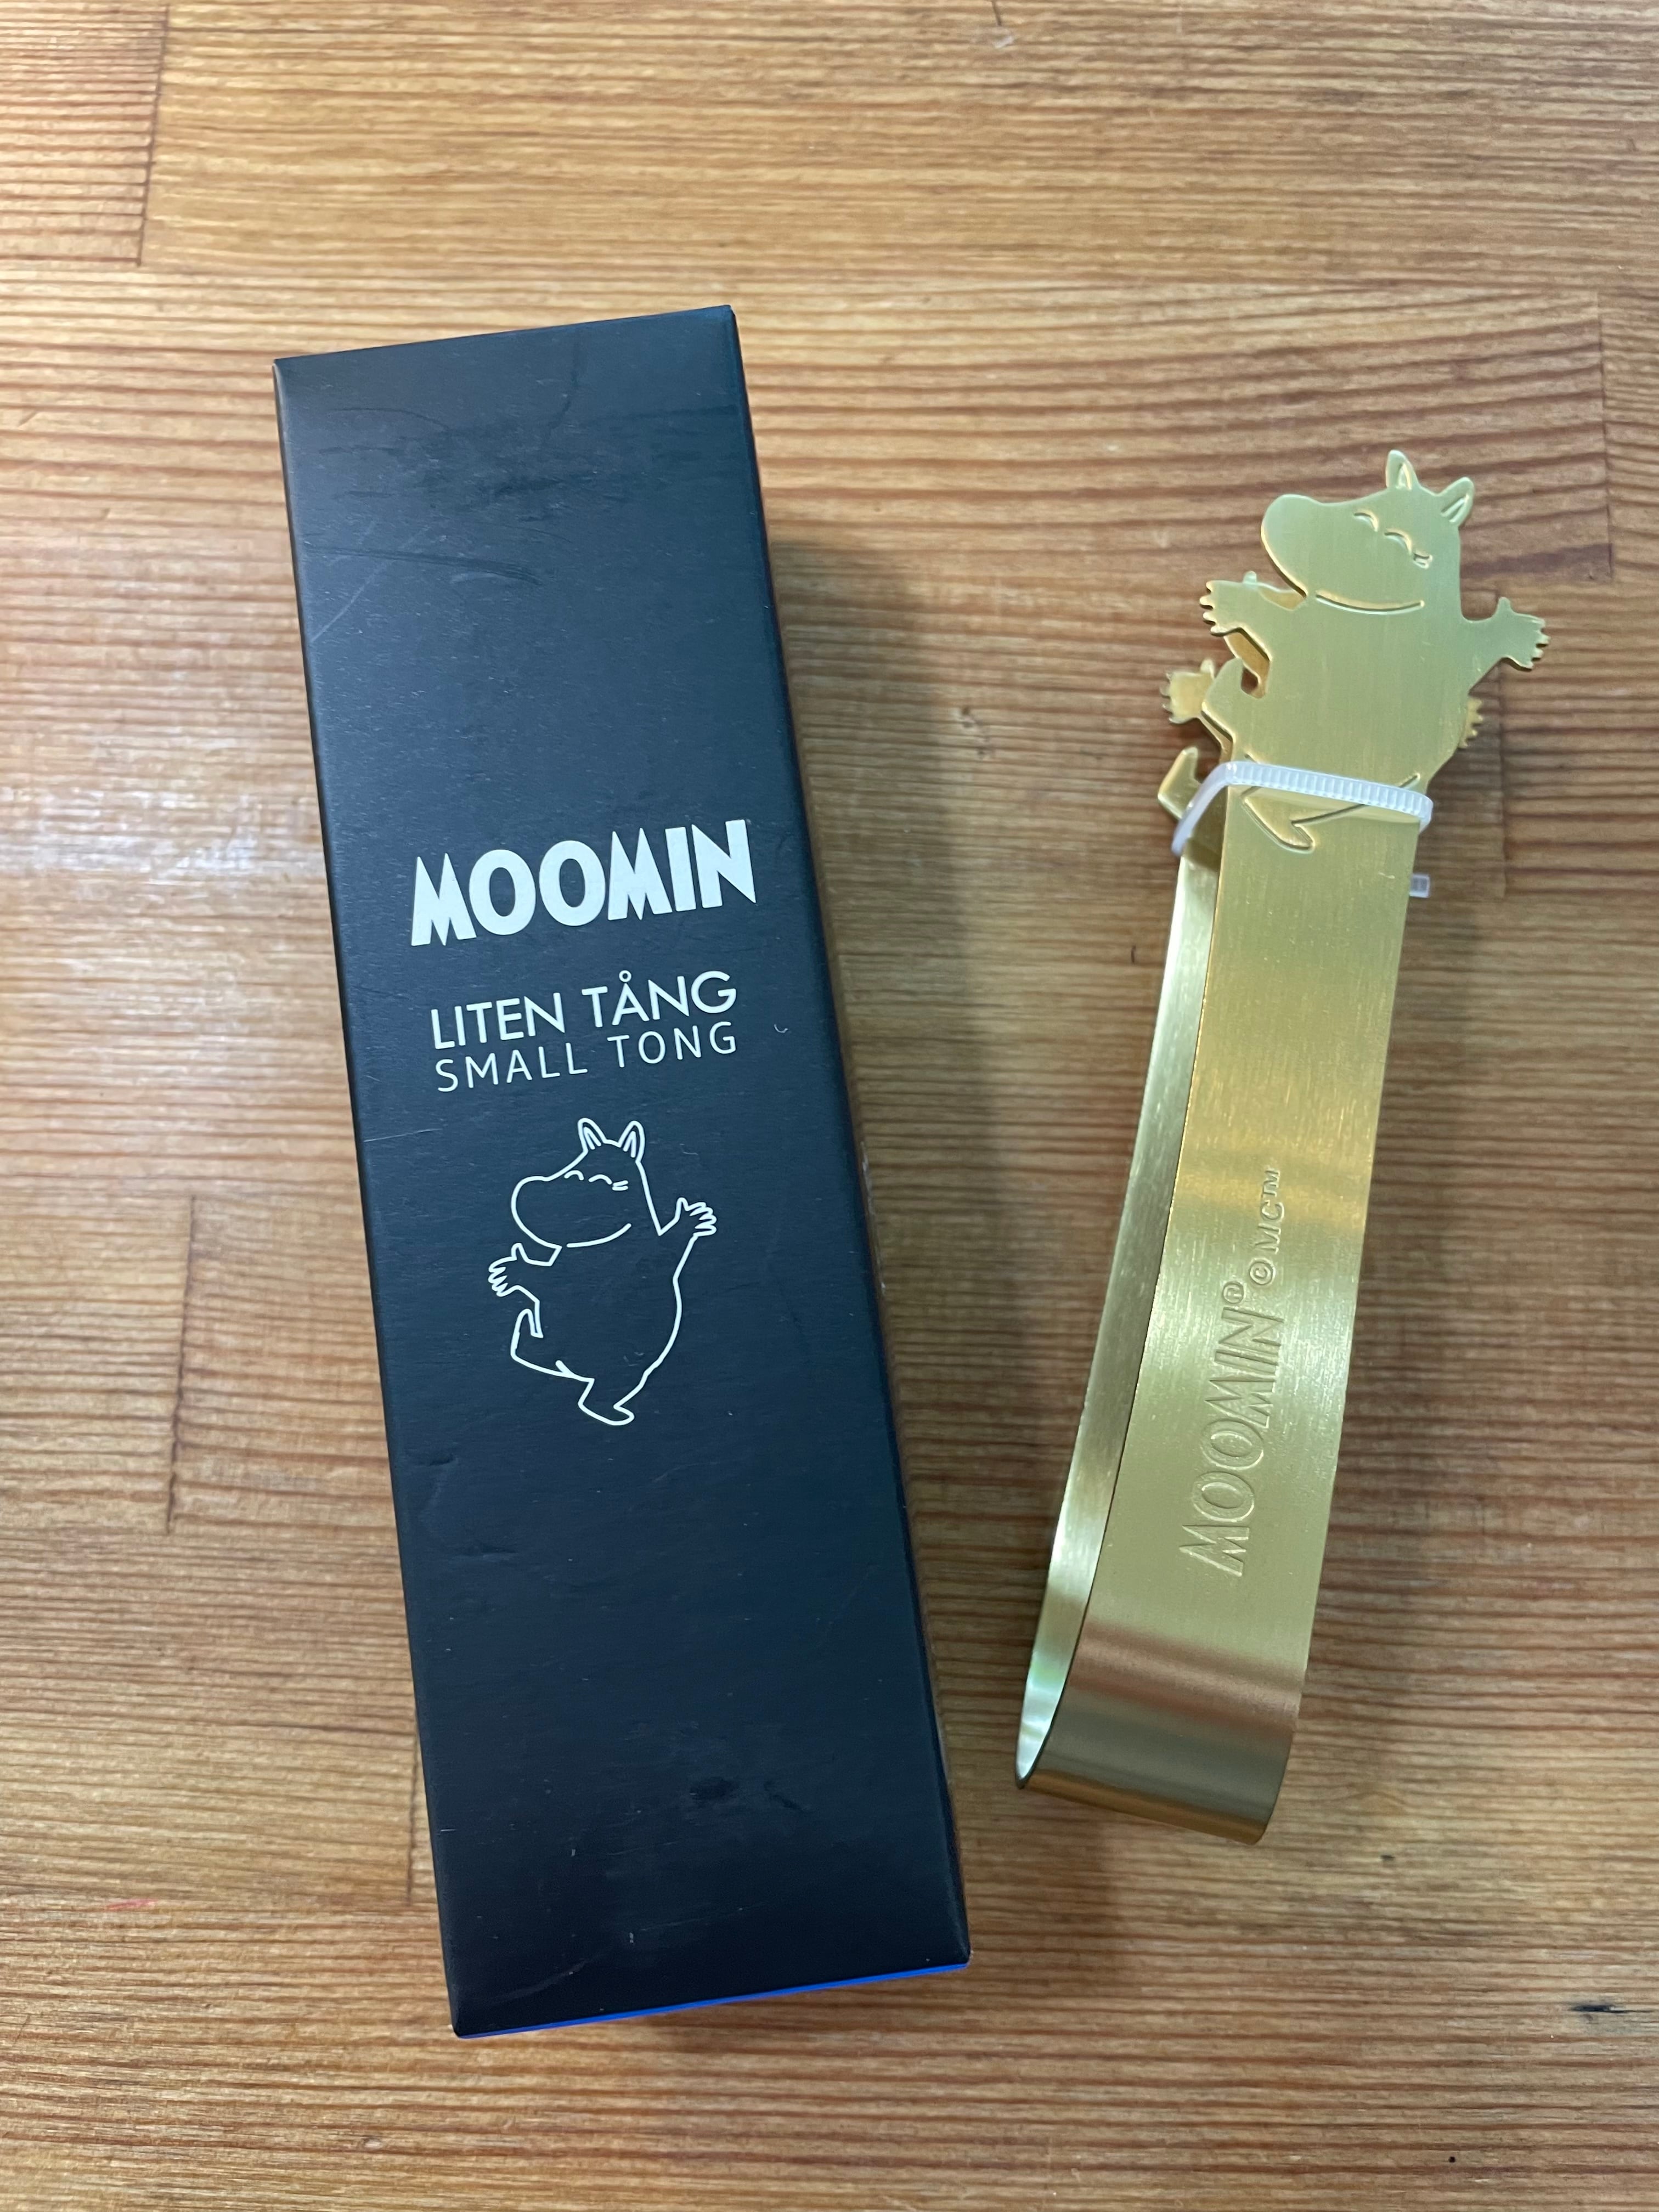 MOOMIN
LITEN TÅNG
SMALL TONG
MOOMIN® © MC™